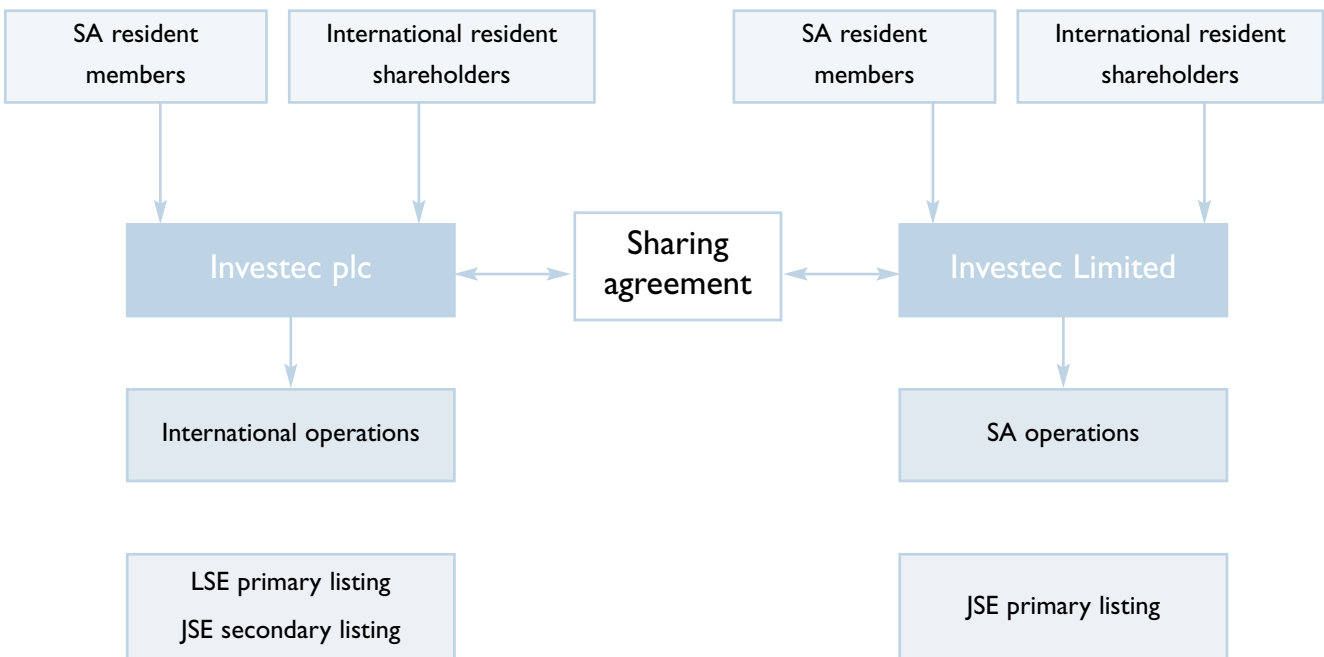 SA resident
members
International resident
shareholders
SA resident
members
International resident
shareholders
Investec plc
Sharing
agreement
Investec Limited
International operations
SA operations
LSE primary listing
JSE secondary listing
JSE primary listing